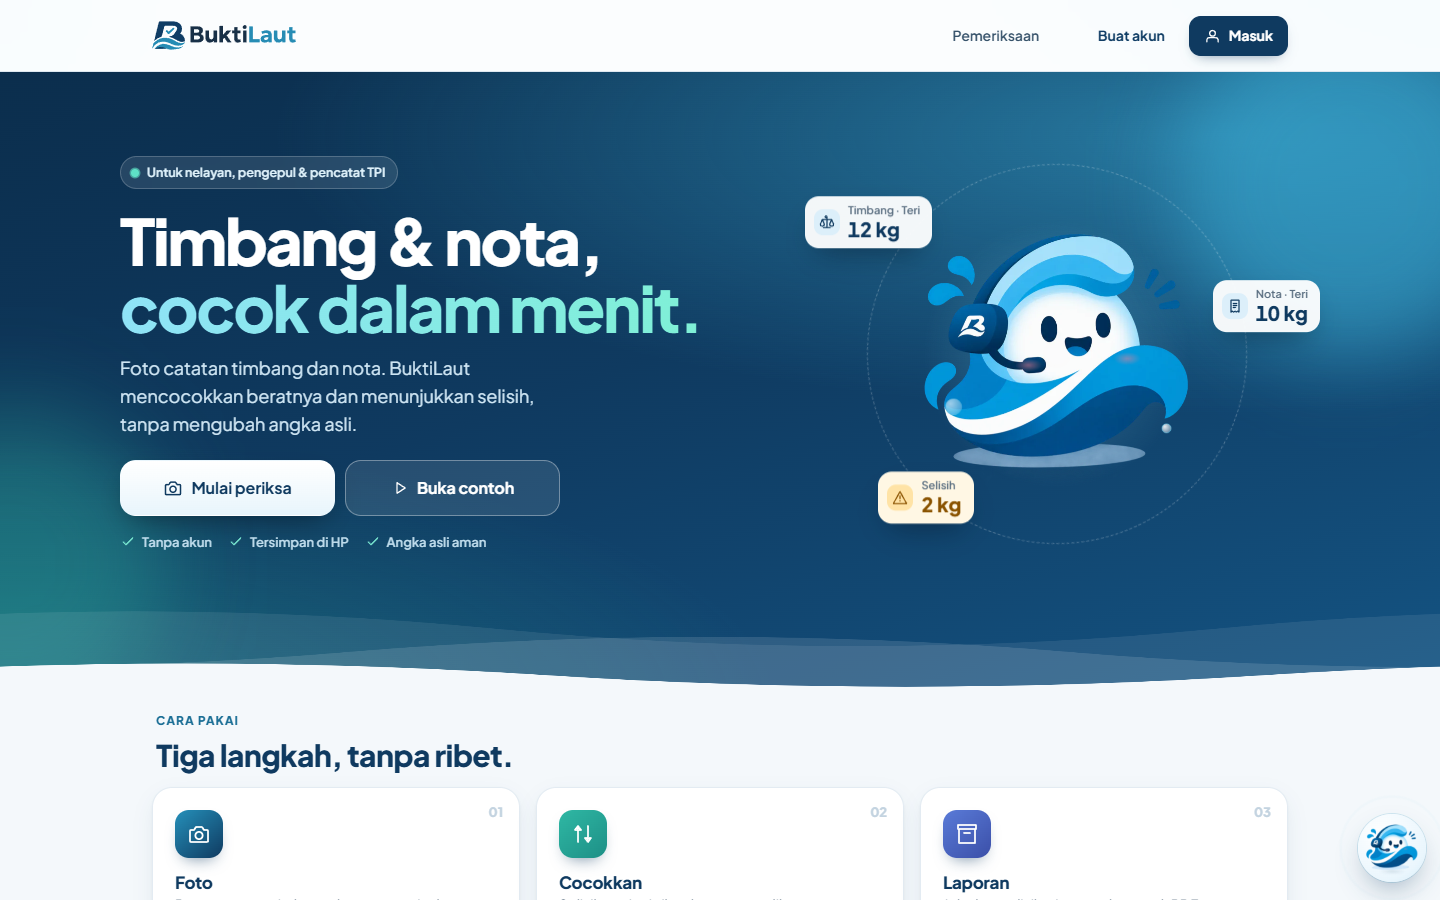 BuktiLaut
Pemeriksaan
Buat akun
Masuk
Untuk nelayan, pengepul & pencatat TPI
Timbang & nota,
cocok dalam menit.
Foto catatan timbang dan nota. BuktiLaut
mencocokkan beratnya dan menunjukkan selisih,
tanpa mengubah angka asli.
Mulai periksa
Buka contoh
Tanpa akun
Tersimpan di HP
Angka asli aman
Timbang · Teri
12 kg
Nota · Teri
10 kg
Selisih
2 kg
CARA PAKAI
Tiga langkah, tanpa ribet.
01
Foto
02
Cocokkan
03
Laporan